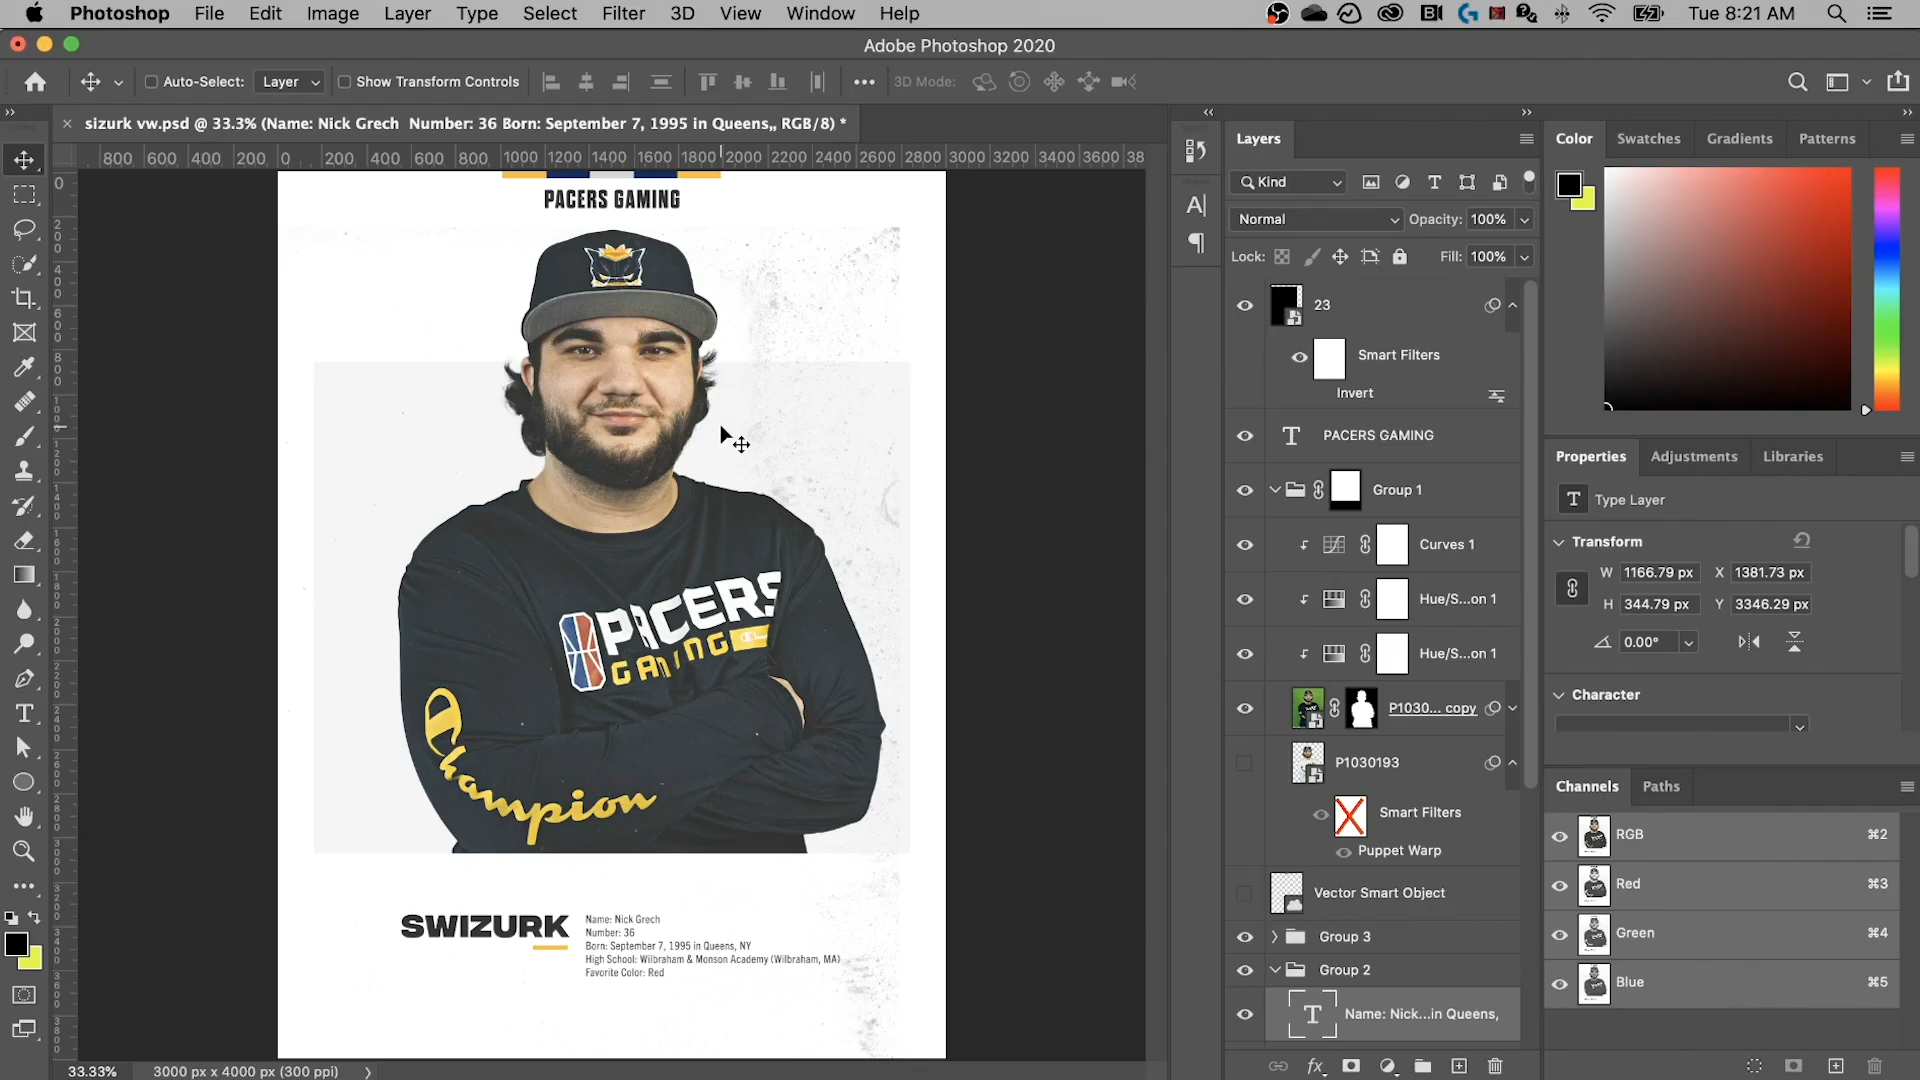 Photoshop File Edit Image Layer Type Select Filter 3D View Window Help Tue 8:21 AM
Adobe Photoshop 2020
Auto-Select: Layer Show Transform Controls 3D Mode:
sizurk vw.psd @ 33.3% (Name: Nick Grech Number: 36 Born: September 7, 1995 in Queens,, RGB/8) *
800 600 400 200 0 200 400 600 800 1000 1200 1400 1600 1800 2000 2200 2400 2600 2800 3000 3200 3400 3600 38
PACERS GAMING
PACERS
GAMING
Champion
SWIZURK
Name: Nick Grech
Number: 36
Born: September 7, 1995 in Queens, NY
High School: Wilbraham & Monson Academy (Wilbraham, MA)
Favorite Color: Red
33.33% 3000 px x 4000 px (300 ppi)
Layers
Kind
Normal Opacity: 100%
Lock: Fill: 100%
23
Smart Filters
Invert
PACERS GAMING
Group 1
Curves 1
Hue/S...on 1
Hue/S...on 1
P1030... copy
P1030193
Smart Filters
Puppet Warp
Vector Smart Object
Group 3
Group 2
Name: Nick...in Queens,
Color Swatches Gradients Patterns
Properties Adjustments Libraries
Type Layer
Transform
W 1166.79 px X 1381.73 px
H 344.79 px Y 3346.29 px
0.00°
Character
Channels Paths
RGB ⌘2
Red ⌘3
Green ⌘4
Blue ⌘5